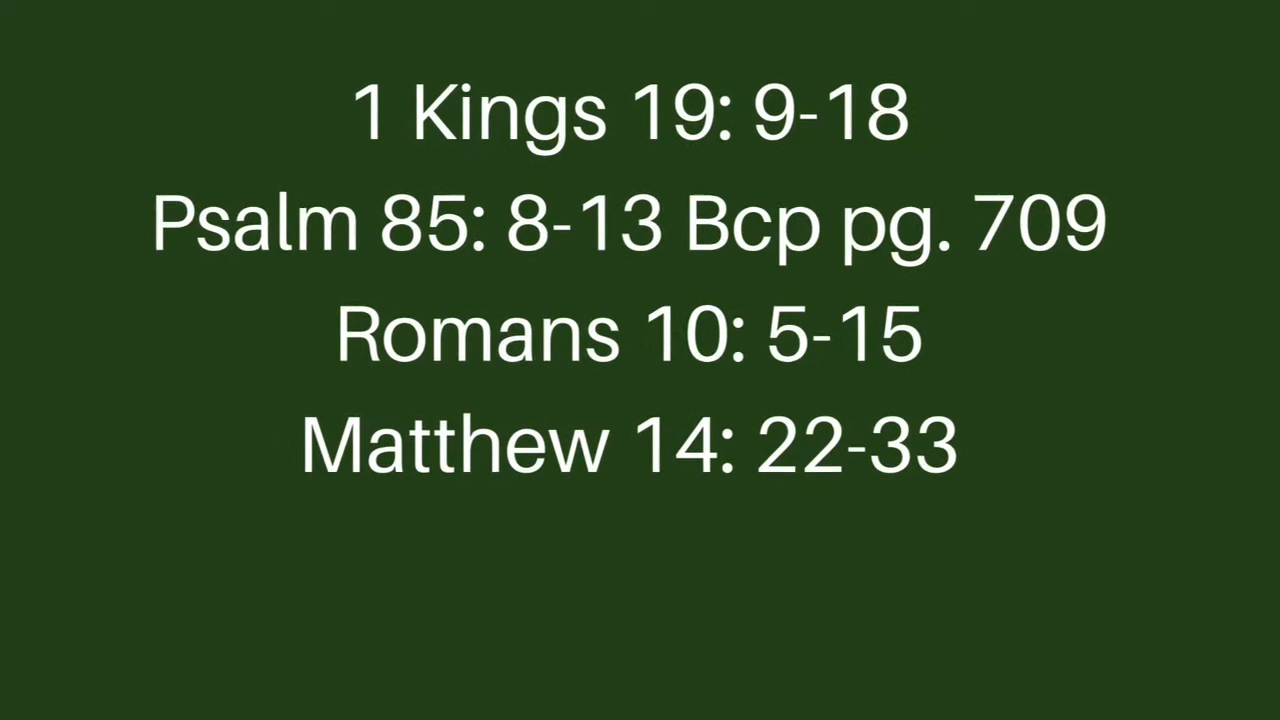 1 Kings 19: 9-18
Psalm 85: 8-13 Bcp pg. 709
Romans 10: 5-15
Matthew 14: 22-33